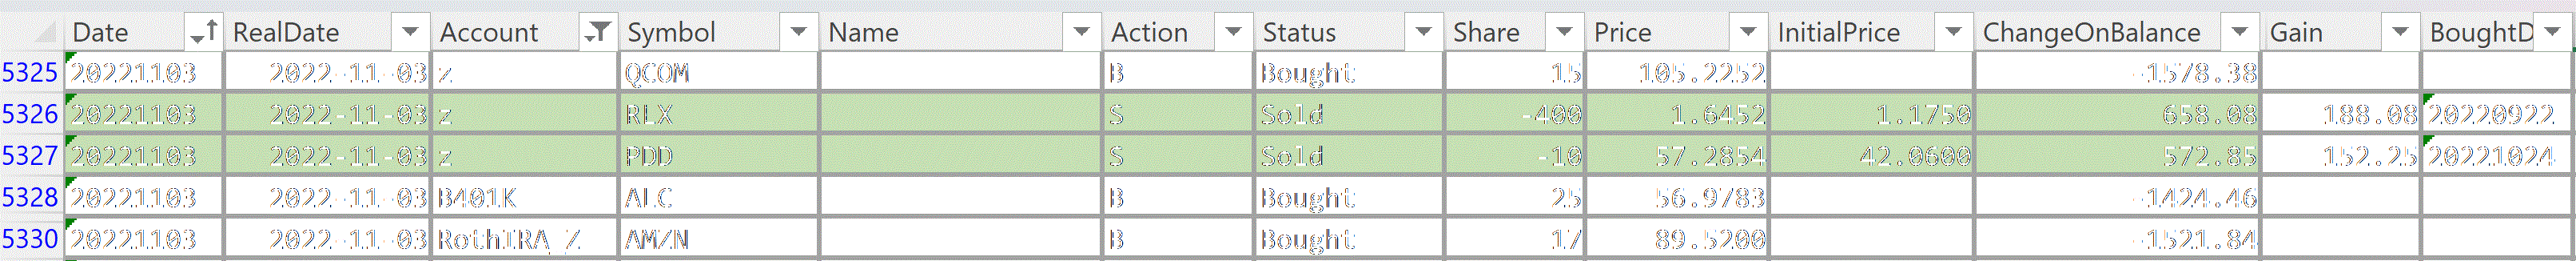 Date RealDate Account Symbol Name Action Status Share Price InitialPrice ChangeOnBalance Gain BoughtD
5325 20221103 2022-11-03 z QCOM B Bought 15 105.2252 -1578.38
5326 20221103 2022-11-03 z RLX S Sold -400 1.6452 1.1750 658.08 188.08 20220922
5327 20221103 2022-11-03 z PDD S Sold -10 57.2854 42.0600 572.85 152.25 20221024
5328 20221103 2022-11-03 B401K ALC B Bought 25 56.9783 -1424.46
5330 20221103 2022-11-03 RothIRA_Z AMZN B Bought 17 89.5200 -1521.84